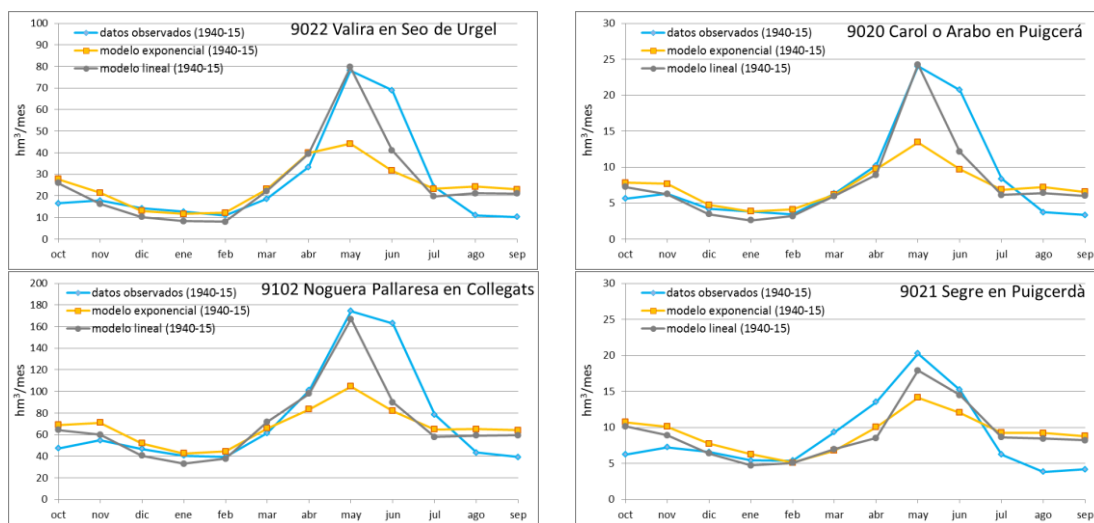 9022 Valira en Seo de Urgel
datos observados (1940-15)
modelo exponencial (1940-15)
modelo lineal (1940-15)
hm³/mes
100
90
80
70
60
50
40
30
20
10
0
oct nov dic ene feb mar abr may jun jul ago sep
9020 Carol o Arabo en Puigcerá
datos observados (1940-15)
modelo exponencial (1940-15)
modelo lineal (1940-15)
hm³/mes
30
25
20
15
10
5
0
oct nov dic ene feb mar abr may jun jul ago sep
9102 Noguera Pallaresa en Collegats
datos observados (1940-15)
modelo exponencial (1940-15)
modelo lineal (1940-15)
hm³/mes
200
180
160
140
120
100
80
60
40
20
0
oct nov dic ene feb mar abr may jun jul ago sep
9021 Segre en Puigcerdà
datos observados (1940-15)
modelo exponencial (1940-15)
modelo lineal (1940-15)
hm³/mes
30
25
20
15
10
5
0
oct nov dic ene feb mar abr may jun jul ago sep